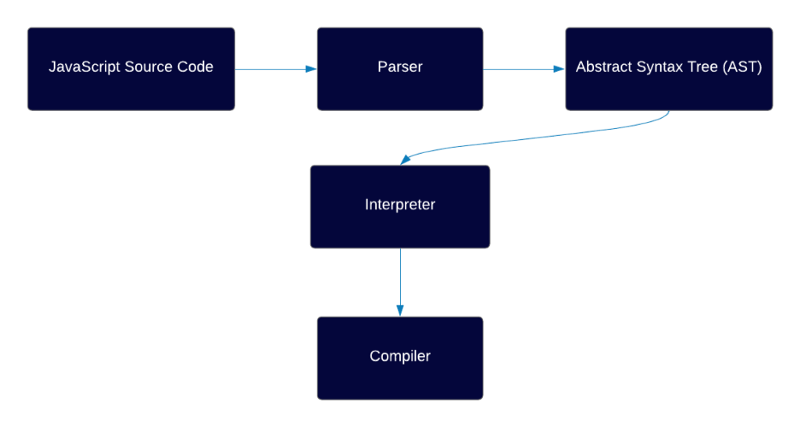 JavaScript Source Code
Parser
Abstract Syntax Tree (AST)
Interpreter
Compiler